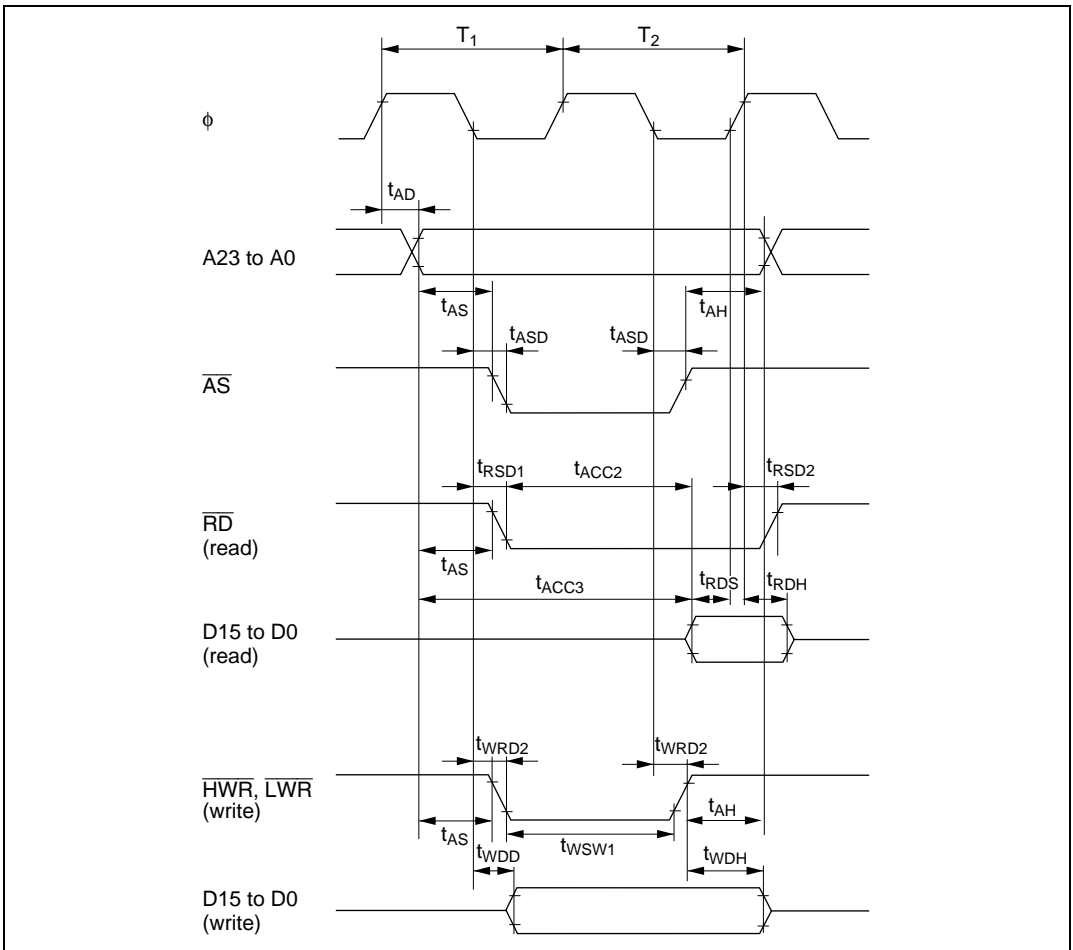 T1 T2
φ
tAD
A23 to A0
tAS tAH
tASD tASD
AS
tRSD1 tACC2 tRSD2
RD
(read)
tAS
tACC3 tRDS tRDH
D15 to D0
(read)
tWRD2 tWRD2
HWR, LWR
(write)
tAS tWSW1 tAH
tWDD tWDH
D15 to D0
(write)